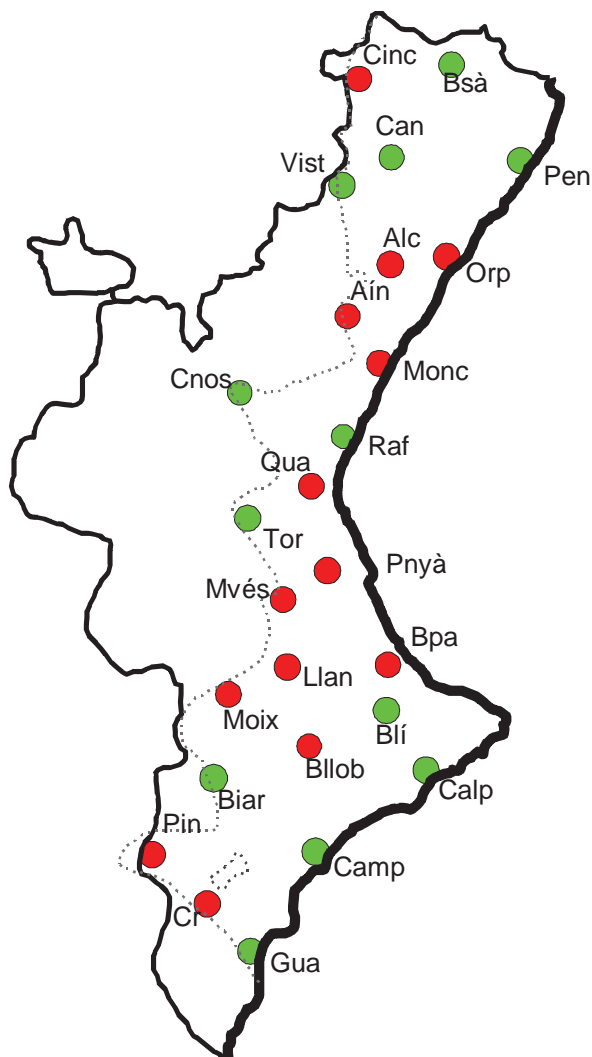 Cinc
Bsà
Can
Vist
Pen
Alc
Orp
Aín
Monc
Cnos
Raf
Qua
Tor
Pnyà
Mvés
Bpa
Llan
Moix
Blí
Bllob
Calp
Biar
Pin
Camp
Cr
Gua